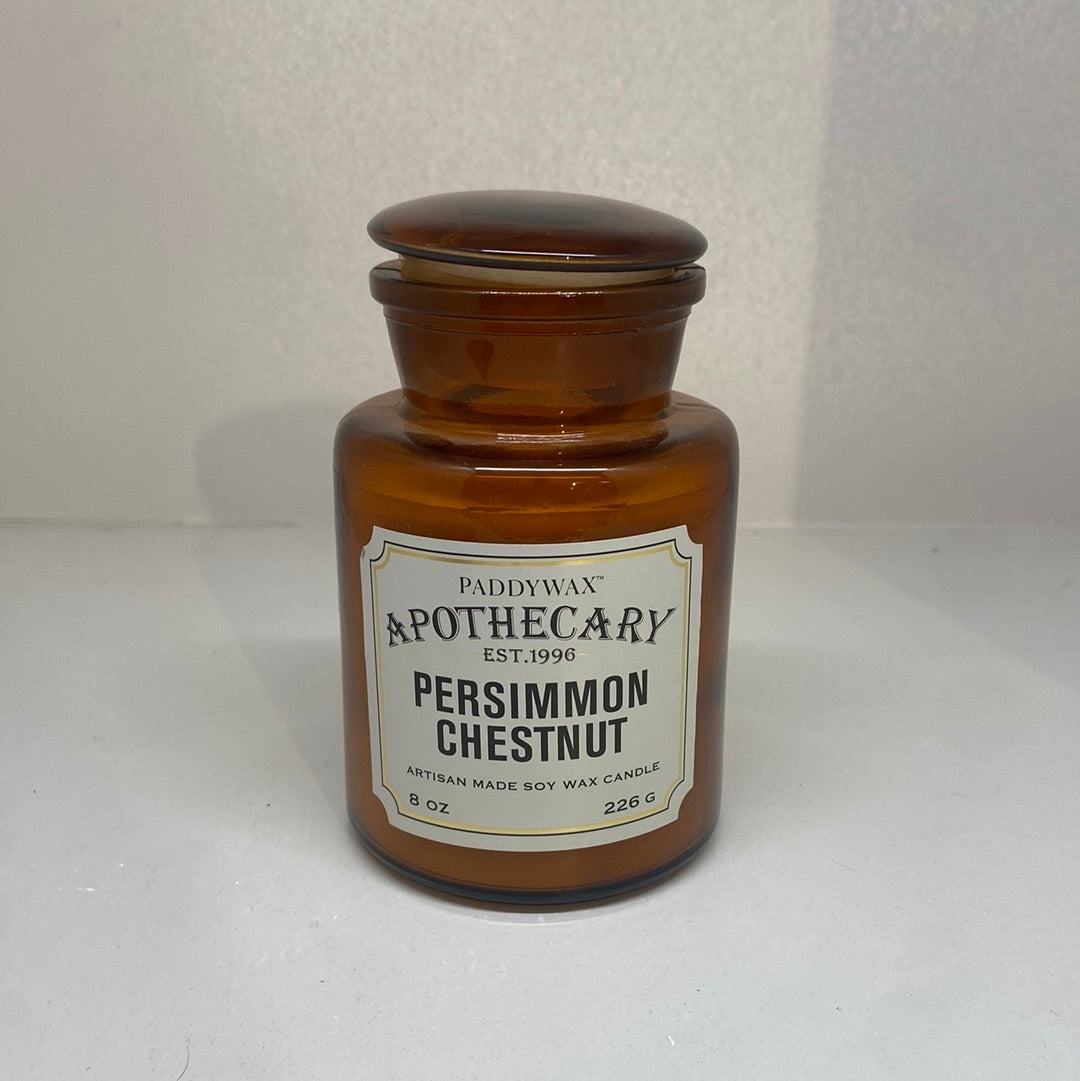 PADDYWAX™
APOTHECARY
EST.1996
PERSIMMON
CHESTNUT
ARTISAN MADE SOY WAX CANDLE
8 OZ 226 G